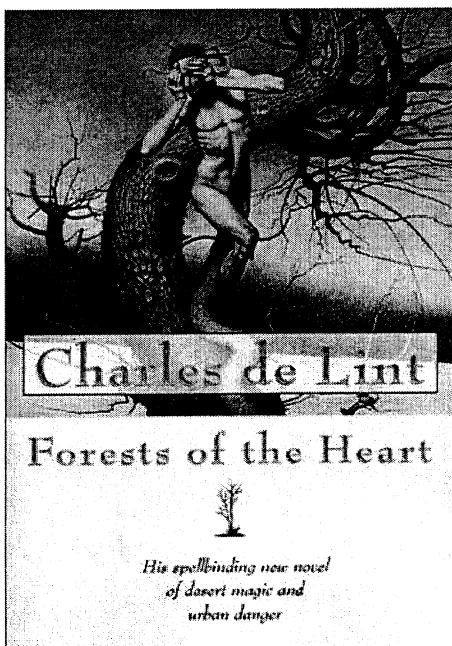 Charles de Lint
Forests of the Heart
His spellbinding new novel
of desert magic and
urban danger